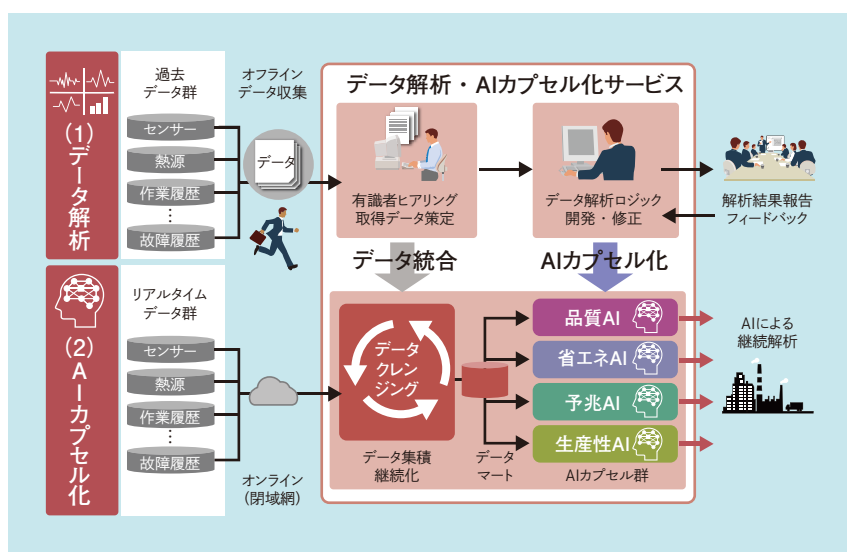 (1)データ解析
過去
データ群
センサー
熱源
作業履歴
…
故障履歴
オフライン
データ収集
データ
データ解析・AIカプセル化サービス
有識者ヒアリング
取得データ策定
データ解析ロジック
開発・修正
解析結果報告
フィードバック
データ統合
AIカプセル化
(2)AIカプセル化
リアルタイム
データ群
センサー
熱源
作業履歴
…
故障履歴
オンライン
(閉域網)
データ
クレン
ジング
データ集積
継続化
データ
マート
品質AI
省エネAI
予兆AI
生産性AI
AIカプセル群
AIによる
継続解析